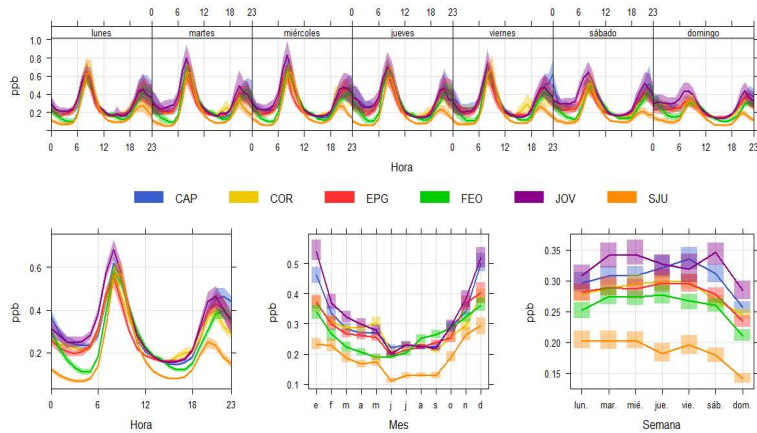 0 6 12 18 23 0 6 12 18 23 0 6 12 18 23
lunes martes miércoles jueves viernes sábado domingo
1.0
0.8
0.6
0.4
0.2
ppb
0 6 12 18 23 0 6 12 18 23 0 6 12 18 23 0 6 12 18 23
Hora
CAP COR EPG FEO JOV SJU
0.6
0.4
0.2
ppb
0 6 12 18 23
Hora
0.5
0.4
0.3
0.2
0.1
ppb
e f m a m j j a s o n d
Mes
0.35
0.30
0.25
0.20
0.15
ppb
lun. mar. mié. jue. vie. sáb. dom.
Semana